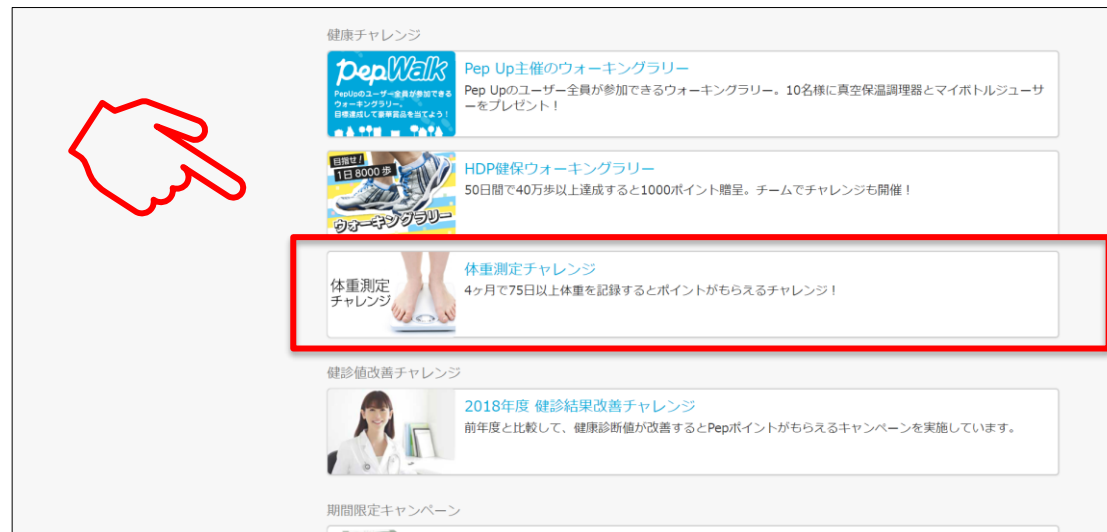 健康チャレンジ
PepWalk
PepUpのユーザー全員が参加できる
ウォーキングラリー。
目標達成して豪華賞品を当てよう!
Pep Up主催のウォーキングラリー
Pep Upのユーザー全員が参加できるウォーキングラリー。10名様に真空保温調理器とマイボトルジューサ
ーをプレゼント!
目指せ!
1日8000歩
ウォーキングラリー
HDP健保ウォーキングラリー
50日間で40万歩以上達成すると1000ポイント贈呈。チームでチャレンジも開催!
体重測定
チャレンジ
体重測定チャレンジ
4ヶ月で75日以上体重を記録するとポイントがもらえるチャレンジ!
健診値改善チャレンジ
2018年度 健診結果改善チャレンジ
前年度と比較して、健康診断値が改善するとPepポイントがもらえるキャンペーンを実施しています。
期間限定キャンペーン